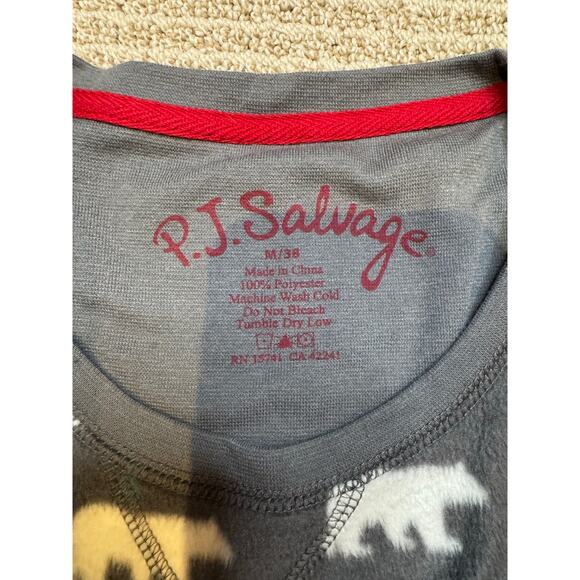 P.J. Salvage®
M/38
Made in China
100% Polyester
Machine Wash Cold
Do Not Bleach
Tumble Dry Low
RN 15741 CA 42241